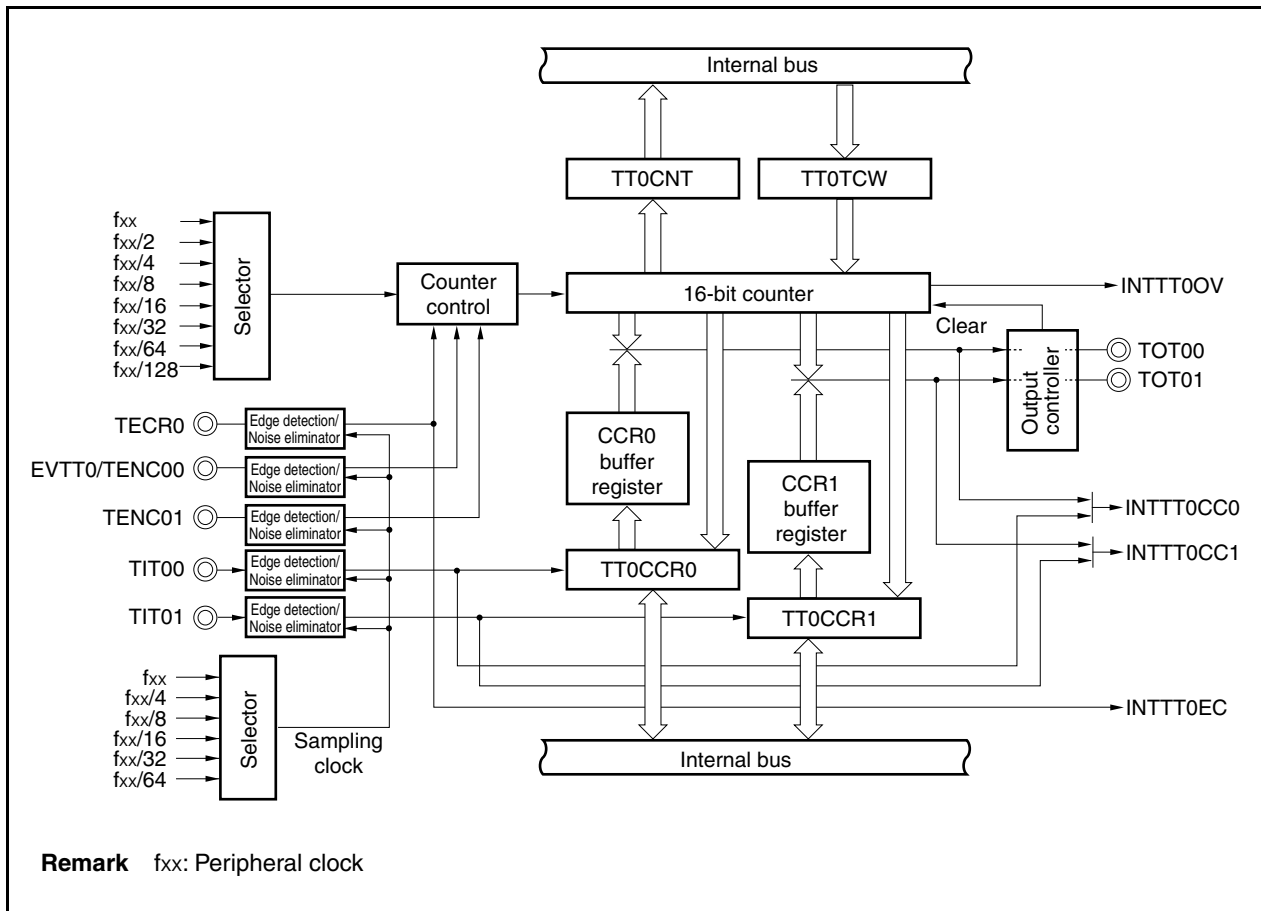 Internal bus
TT0CNT
TT0TCW
fxx
fxx/2
fxx/4
fxx/8
fxx/16
fxx/32
fxx/64
fxx/128
Selector
Counter
control
16-bit counter
INTTT0OV
Clear
TOT00
TOT01
Output
controller
TECR0
Edge detection/
Noise eliminator
EVTT0/TENC00
Edge detection/
Noise eliminator
TENC01
Edge detection/
Noise eliminator
TIT00
Edge detection/
Noise eliminator
TIT01
Edge detection/
Noise eliminator
CCR0
buffer
register
CCR1
buffer
register
INTTT0CC0
INTTT0CC1
TT0CCR0
TT0CCR1
fxx
fxx/4
fxx/8
fxx/16
fxx/32
fxx/64
Selector
Sampling
clock
INTTT0EC
Internal bus
Remark fxx: Peripheral clock